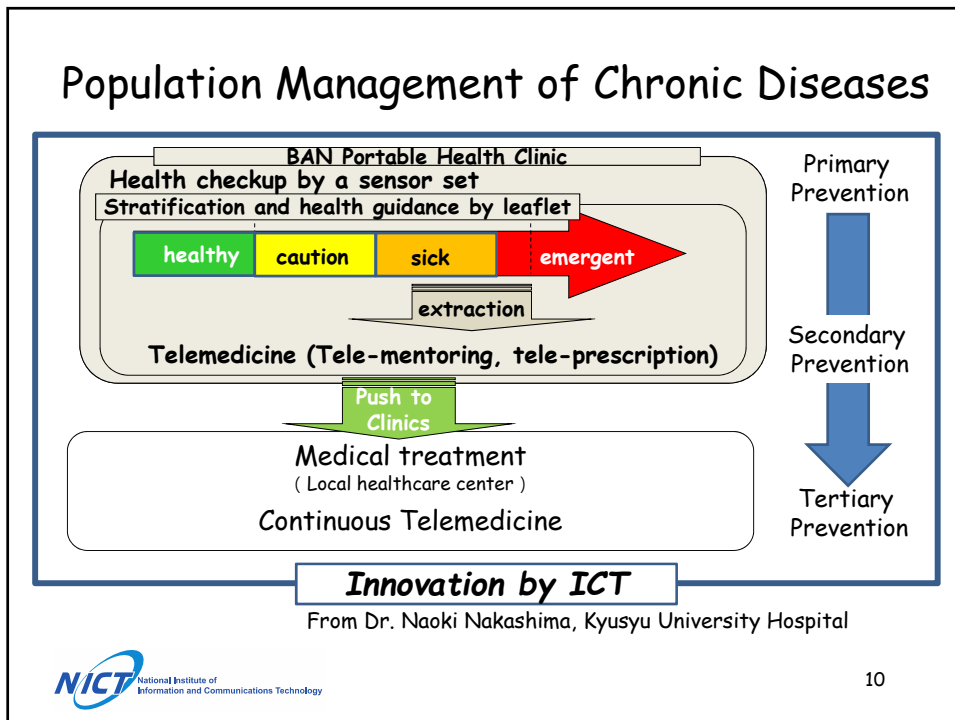 Population Management of Chronic Diseases
BAN Portable Health Clinic
Health checkup by a sensor set
Stratification and health guidance by leaflet
healthy
caution
sick
emergent
extraction
Telemedicine (Tele-mentoring, tele-prescription)
Push to
Clinics
Medical treatment
( Local healthcare center )
Continuous Telemedicine
Primary
Prevention
Secondary
Prevention
Tertiary
Prevention
Innovation by ICT
From Dr. Naoki Nakashima, Kyusyu University Hospital
NICT
National Institute of
Information and Communications Technology
10